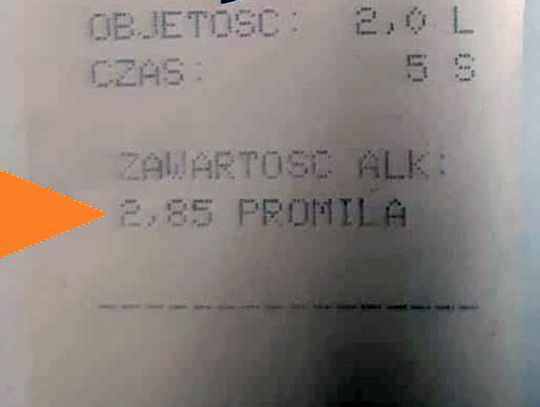 OBJETOSC: 2,0 L
CZAS: 5 S
ZAWARTOSC ALK:
2,85 PROMILA